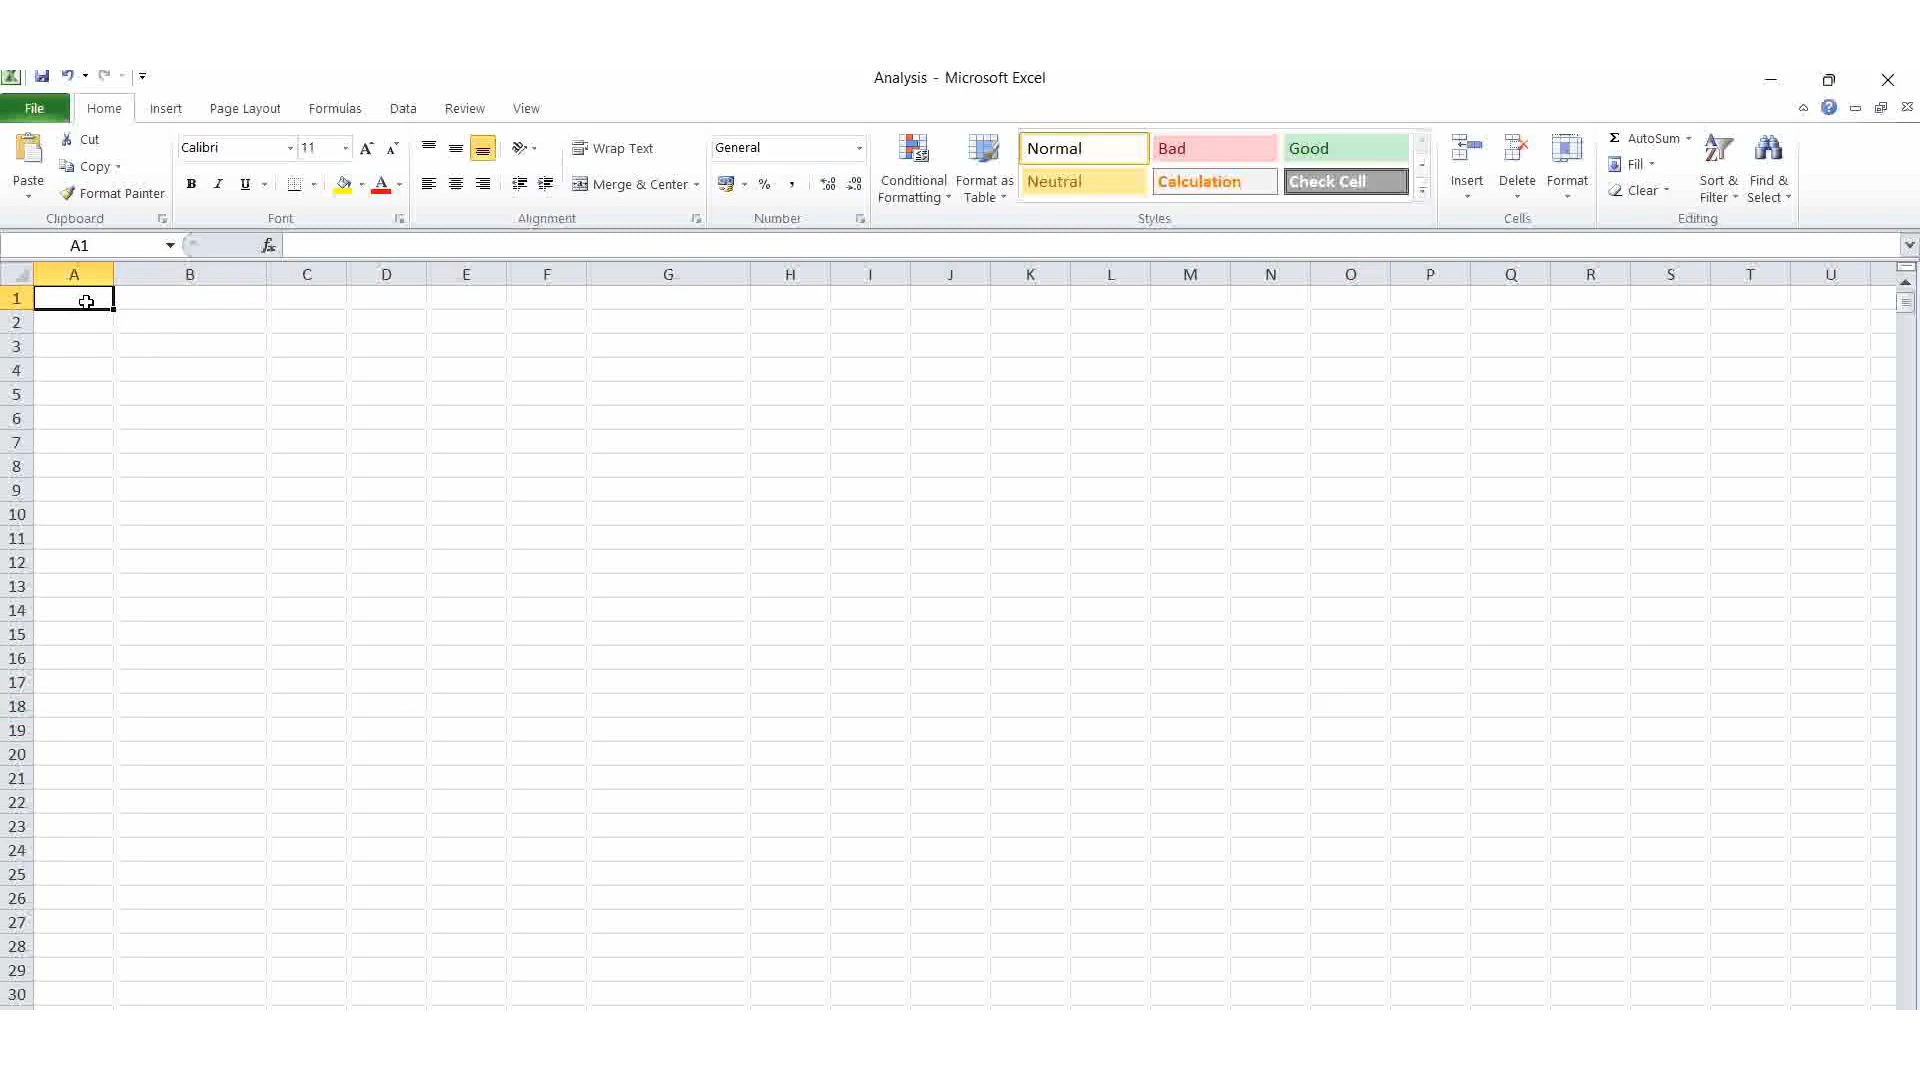 Analysis - Microsoft Excel
File Home Insert Page Layout Formulas Data Review View
Paste
Cut
Copy
Format Painter
Clipboard
Calibri 11
B I U
Font
Wrap Text
Merge & Center
Alignment
General
%
Number
Conditional Formatting
Format as Table
Normal Bad Good
Neutral Calculation Check Cell
Styles
Insert Delete Format
Cells
Σ AutoSum
Fill
Clear
Sort & Filter
Find & Select
Editing
A1 fx
A B C D E F G H I J K L M N O P Q R S T U
1
2
3
4
5
6
7
8
9
10
11
12
13
14
15
16
17
18
19
20
21
22
23
24
25
26
27
28
29
30